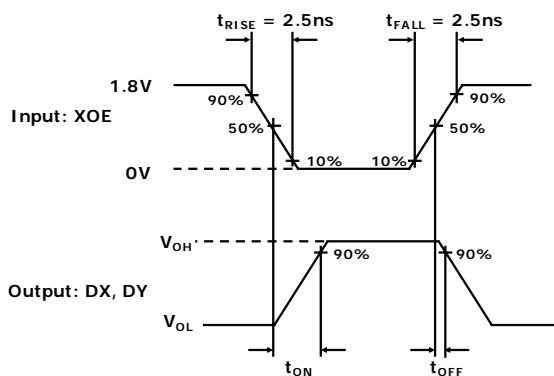 tRISE = 2.5ns
tFALL = 2.5ns
1.8V
90%
90%
Input: XOE
50%
50%
10%
10%
0V
VOH
90%
90%
Output: DX, DY
VOL
tON
tOFF